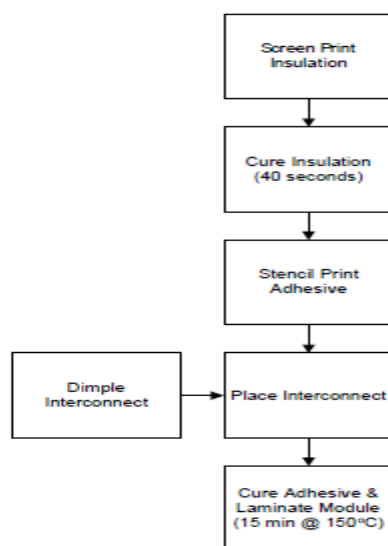 Screen Print
Insulation
Cure Insulation
(40 seconds)
Stencil Print
Adhesive
Dimple
Interconnect
Place Interconnect
Cure Adhesive &
Laminate Module
(15 min @ 150°C)